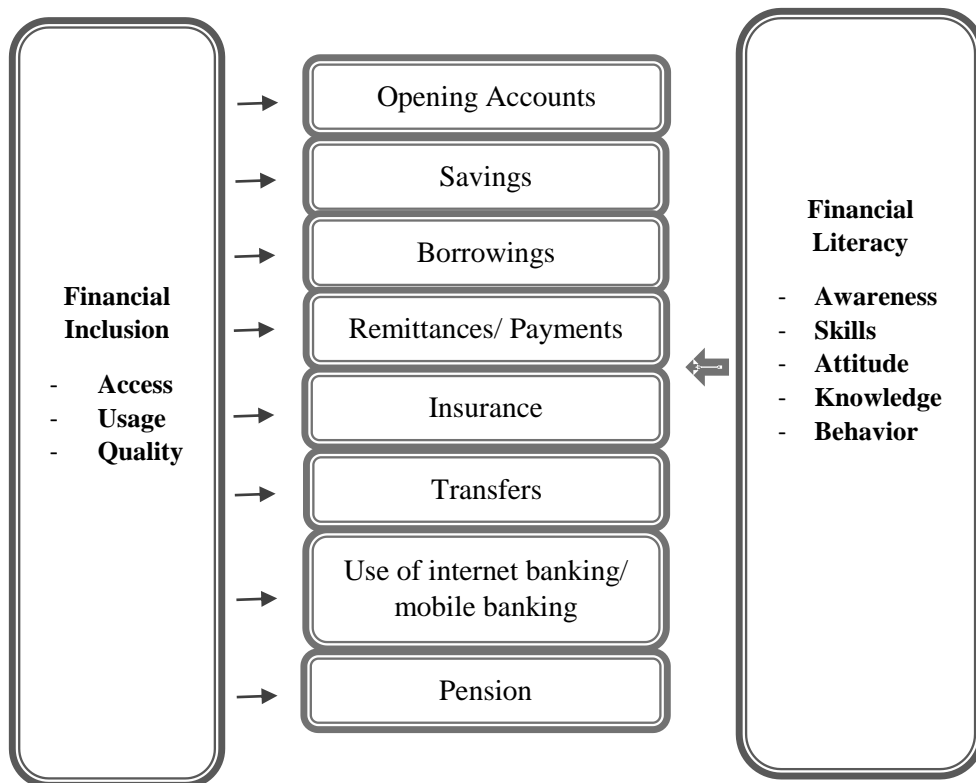 Financial
Inclusion
- Access
- Usage
- Quality
Opening Accounts
Savings
Borrowings
Remittances/ Payments
Insurance
Transfers
Use of internet banking/
mobile banking
Pension
Financial
Literacy
- Awareness
- Skills
- Attitude
- Knowledge
- Behavior